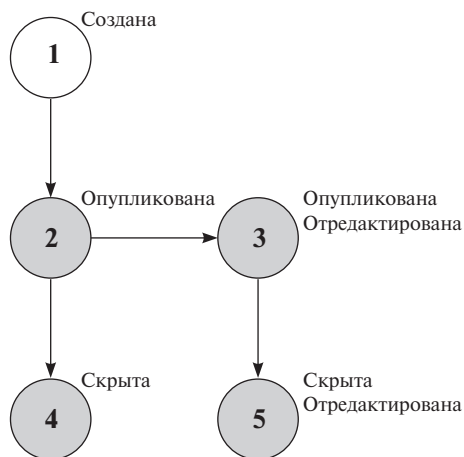 Создана
1
Опупликована
2
Опупликована
Отредактирована
3
Скрыта
4
Скрыта
Отредактирована
5